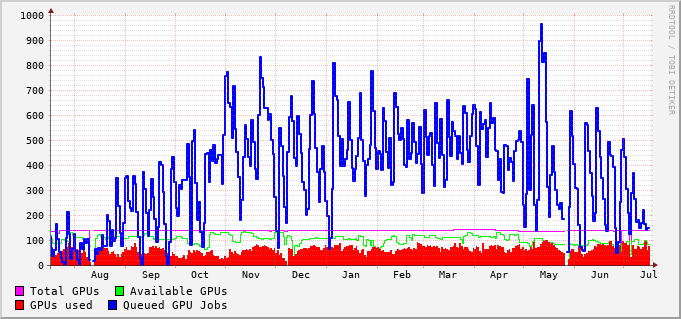 1000
900
800
700
600
500
400
300
200
100
0
Aug Sep Oct Nov Dec Jan Feb Mar Apr May Jun Jul
Total GPUs Available GPUs
GPUs used Queued GPU Jobs
RRDTOOL / TOBI OETIKER